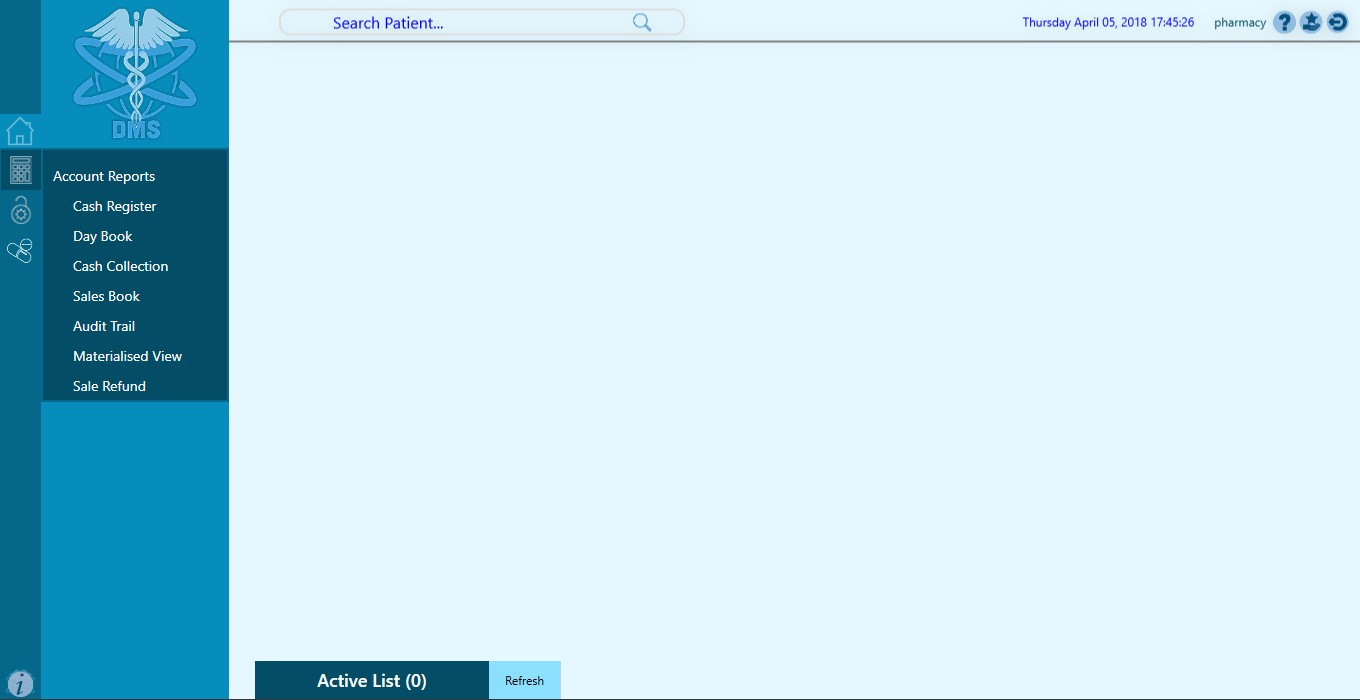 DMS
Search Patient...
Thursday April 05, 2018 17:45:26
pharmacy
?
Account Reports
Cash Register
Day Book
Cash Collection
Sales Book
Audit Trail
Materialised View
Sale Refund
i
Active List (0)
Refresh